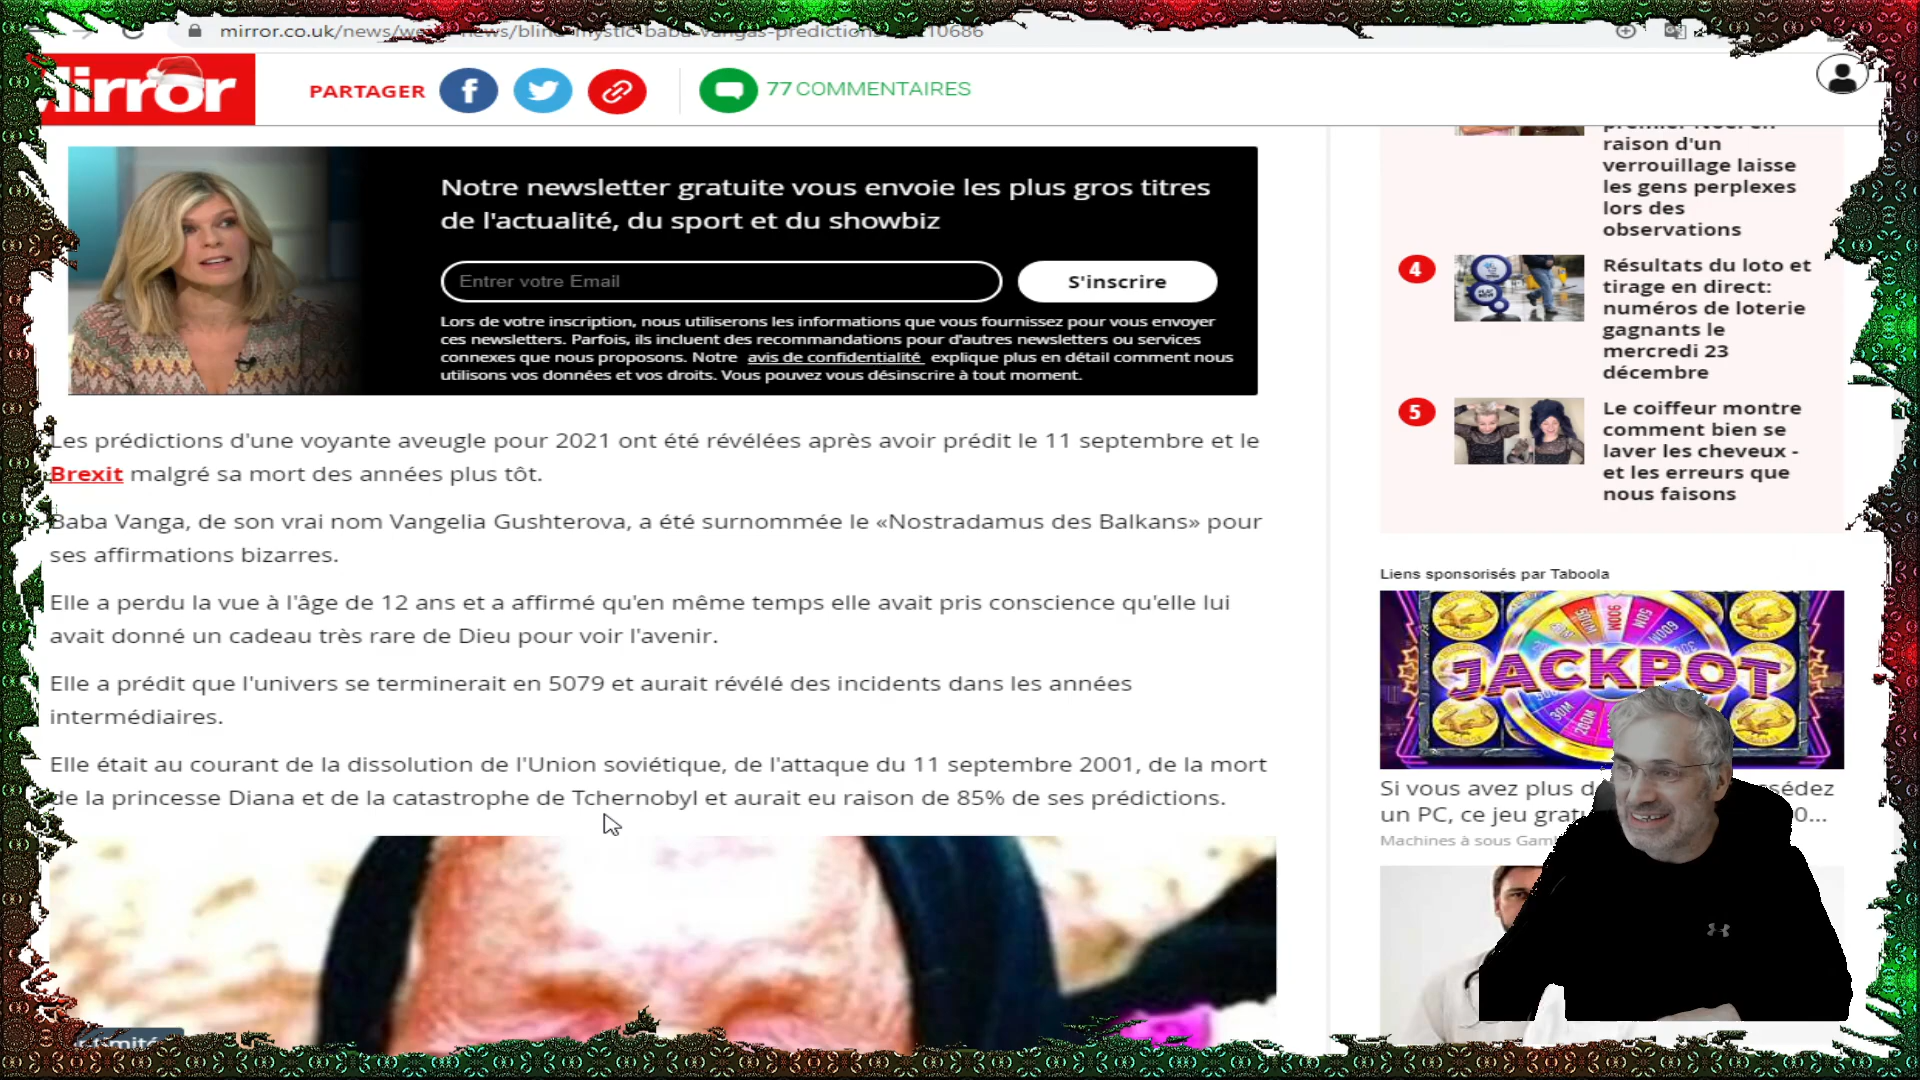 mirror.co.uk/news/
irror
PARTAGER
77 COMMENTAIRES
Notre newsletter gratuite vous envoie les plus gros titres
de l'actualité, du sport et du showbiz
Entrer votre Email
S'inscrire
Lors de votre inscription, nous utiliserons les informations que vous fournissez pour vous envoyer
ces newsletters. Parfois, ils incluent des recommandations pour d'autres newsletters ou services
connexes que nous proposons. Notre avis de confidentialité explique plus en détail comment nous
utilisons vos données et vos droits. Vous pouvez vous désinscrire à tout moment.
Les prédictions d'une voyante aveugle pour 2021 ont été révélées après avoir prédit le 11 septembre et le
Brexit malgré sa mort des années plus tôt.
Baba Vanga, de son vrai nom Vangelia Gushterova, a été surnommée le «Nostradamus des Balkans» pour
ses affirmations bizarres.
Elle a perdu la vue à l'âge de 12 ans et a affirmé qu'en même temps elle avait pris conscience qu'elle lui
avait donné un cadeau très rare de Dieu pour voir l'avenir.
Elle a prédit que l'univers se terminerait en 5079 et aurait révélé des incidents dans les années
intermédiaires.
Elle était au courant de la dissolution de l'Union soviétique, de l'attaque du 11 septembre 2001, de la mort
de la princesse Diana et de la catastrophe de Tchernobyl et aurait eu raison de 85% de ses prédictions.
premier Noël en
raison d'un
verrouillage laisse
les gens perplexes
lors des
observations
4
Résultats du loto et
tirage en direct:
numéros de loterie
gagnants le
mercredi 23
décembre
5
Le coiffeur montre
comment bien se
laver les cheveux -
et les erreurs que
nous faisons
Liens sponsorisés par Taboola
JACKPOT
Si vous avez plus d
un PC, ce jeu grat
Machines à sous Gam